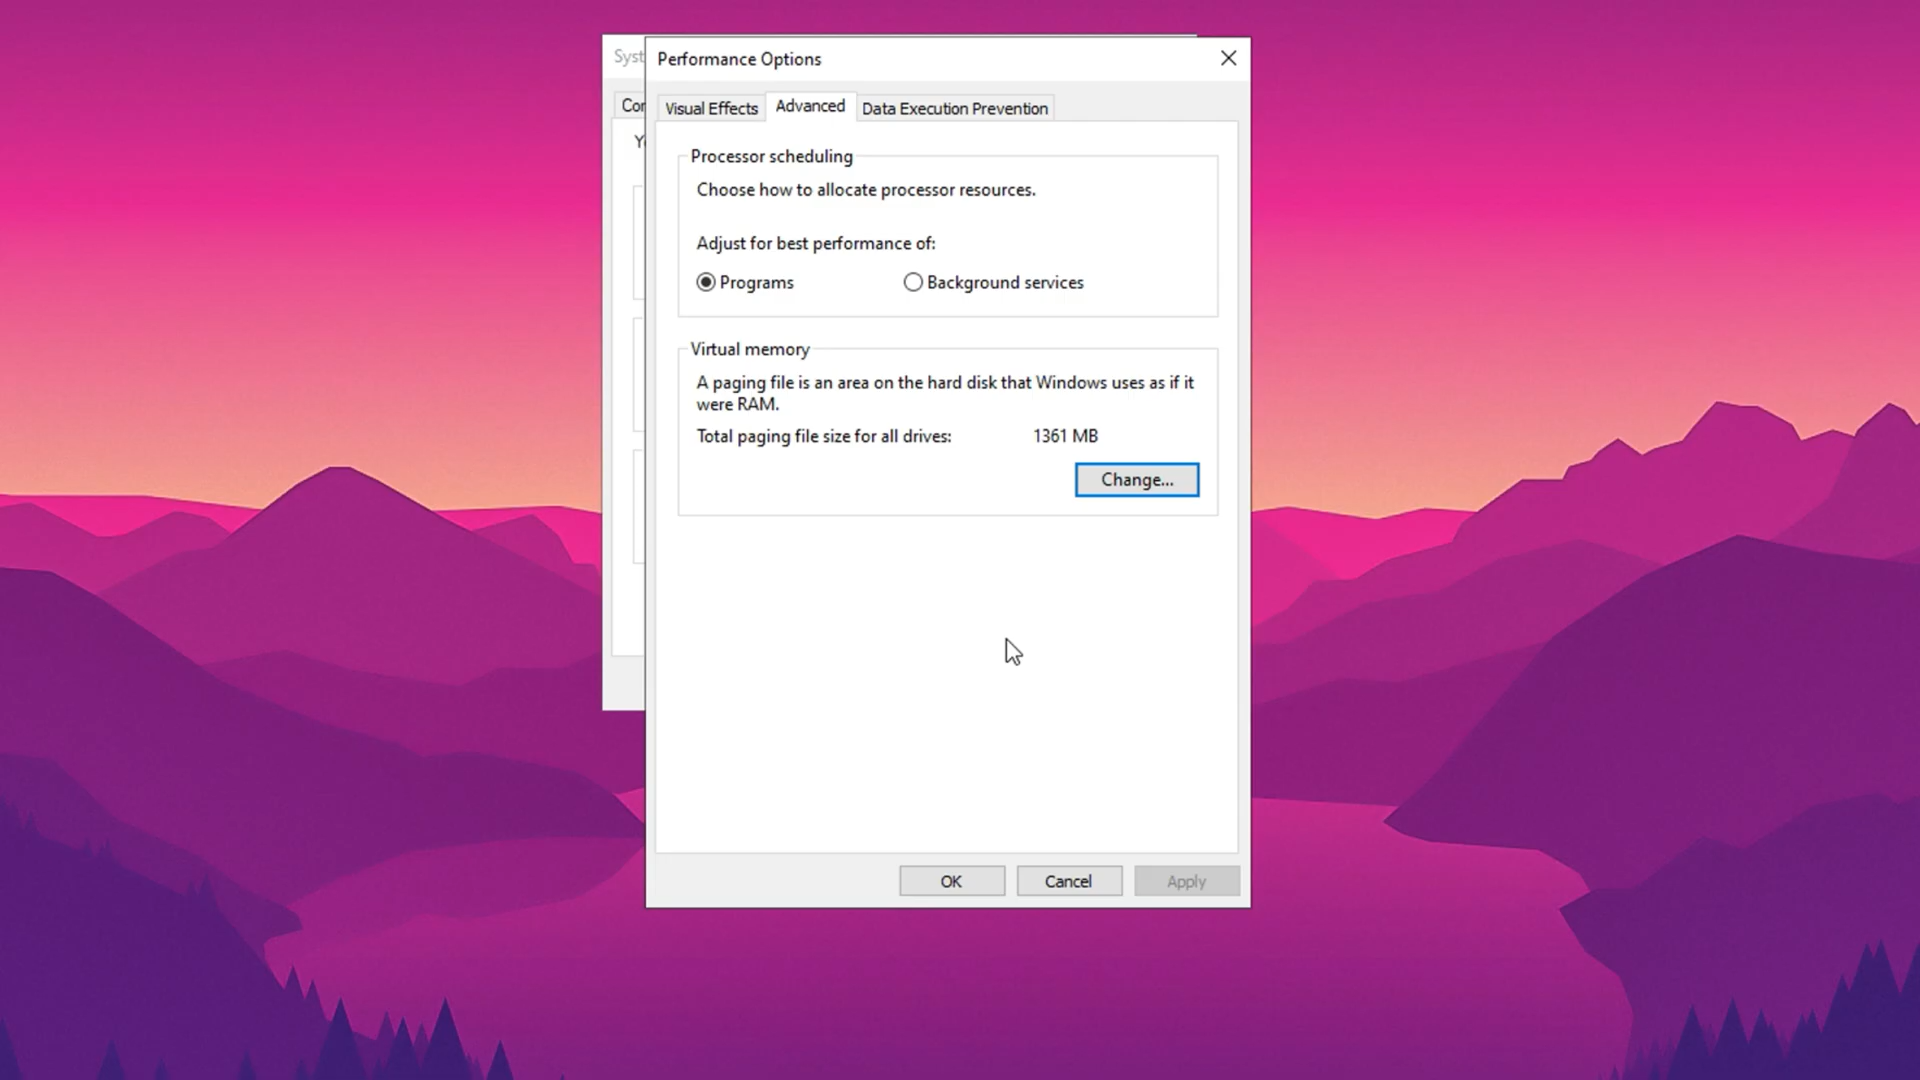 Syst
Performance Options
Con
Visual Effects
Advanced
Data Execution Prevention
Processor scheduling
Choose how to allocate processor resources.
Adjust for best performance of:
Programs
Background services
Virtual memory
A paging file is an area on the hard disk that Windows uses as if it
were RAM.
Total paging file size for all drives: 1361 MB
Change...
OK
Cancel
Apply